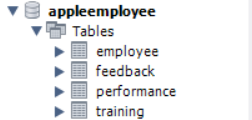 appleemployee
Tables
employee
feedback
performance
training